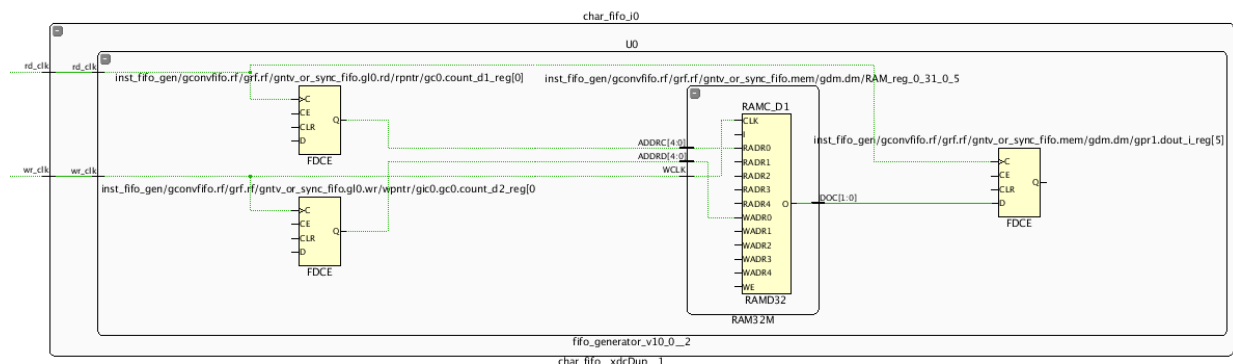 char_fifo_i0
U0
rd_clk
rd_clk
inst_fifo_gen/gconvfifo.rf/grf.rf/gntv_or_sync_fifo.gl0.rd/rpntr/gc0.count_d1_reg[0]
inst_fifo_gen/gconvfifo.rf/grf.rf/gntv_or_sync_fifo.mem/gdm.dm/RAM_reg_0_31_0_5
C
CE
CLR
D
Q
FDCE
RAMC_D1
CLK
I
RADR0
RADR1
RADR2
RADR3
RADR4
WADR0
WADR1
WADR2
WADR3
WADR4
WE
O
RAMD32
RAM32M
ADDRC[4:0]
ADDRD[4:0]
WCLK
DOC[1:0]
inst_fifo_gen/gconvfifo.rf/grf.rf/gntv_or_sync_fifo.mem/gdm.dm/gpr1.dout_i_reg[5]
C
CE
CLR
D
Q
FDCE
wr_clk
wr_clk
inst_fifo_gen/gconvfifo.rf/grf.rf/gntv_or_sync_fifo.gl0.wr/wpntr/gic0.gc0.count_d2_reg[0
C
CE
CLR
D
Q
FDCE
fifo_generator_v10_0__2
char_fifo__xdcDup__1